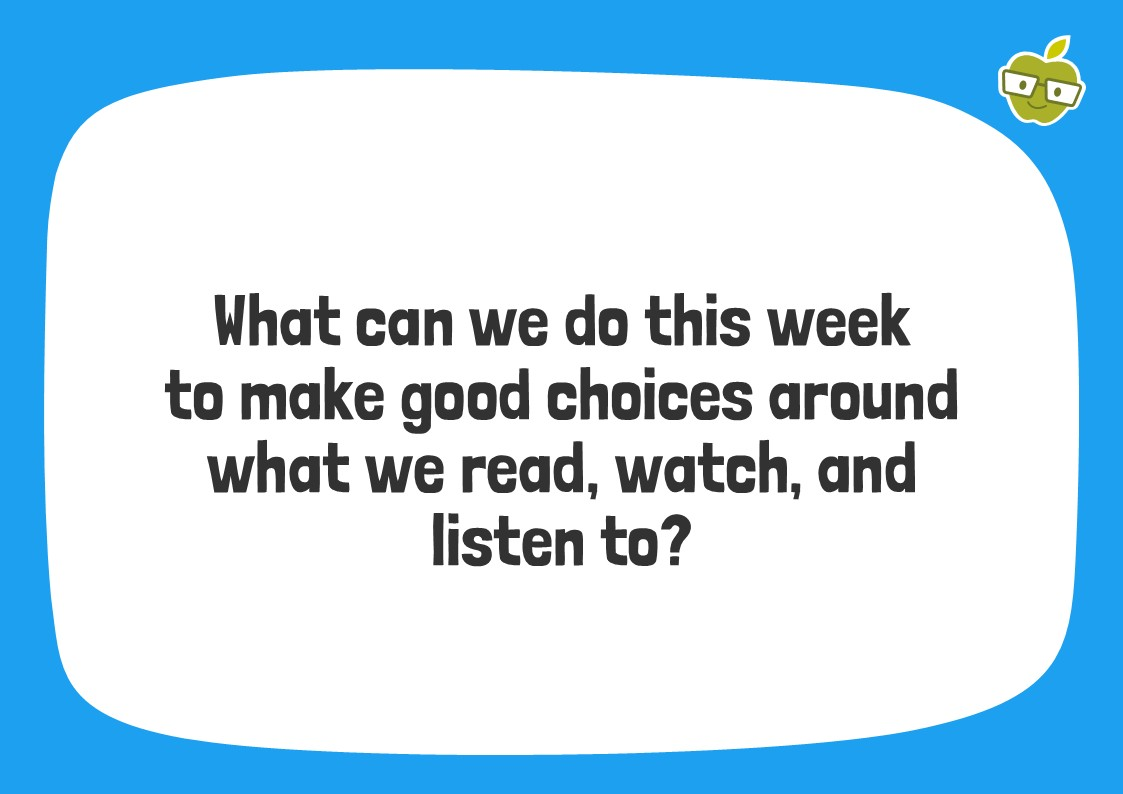 What can we do this week
to make good choices around
what we read, watch, and
listen to?